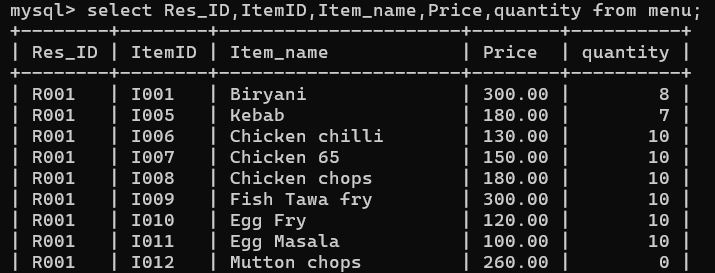 mysql> select Res_ID,ItemID,Item_name,Price,quantity from menu;
+--------+--------+----------------------+--------+----------+
| Res_ID | ItemID | Item_name            | Price  | quantity |
+--------+--------+----------------------+--------+----------+
| R001   | I001   | Biryani              | 300.00 |        8 |
| R001   | I005   | Kebab                | 180.00 |        7 |
| R001   | I006   | Chicken chilli       | 130.00 |       10 |
| R001   | I007   | Chicken 65           | 150.00 |       10 |
| R001   | I008   | Chicken chops        | 180.00 |       10 |
| R001   | I009   | Fish Tawa fry        | 300.00 |       10 |
| R001   | I010   | Egg Fry              | 120.00 |       10 |
| R001   | I011   | Egg Masala           | 100.00 |       10 |
| R001   | I012   | Mutton chops         | 260.00 |        0 |